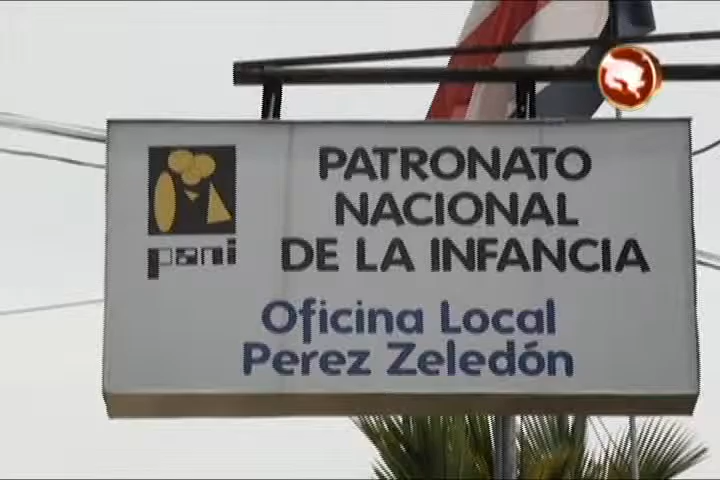 PATRONATO
NACIONAL
DE LA INFANCIA
pani
Oficina Local
Perez Zeledón